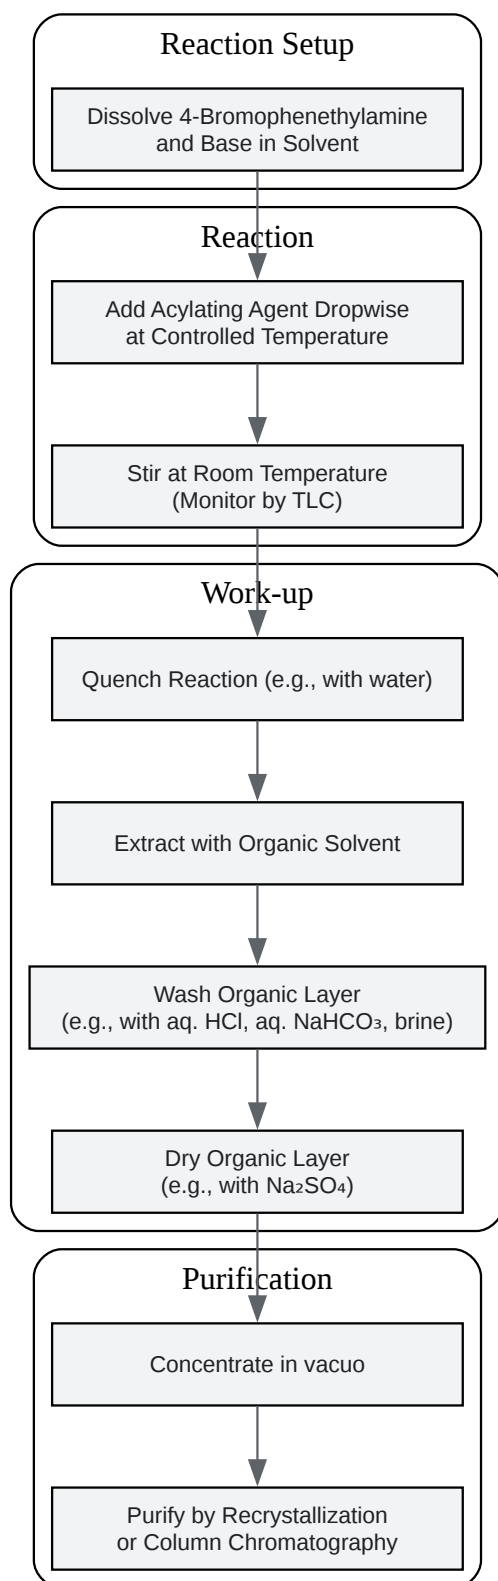 Reaction Setup
Dissolve 4-Bromophenethylamine
and Base in Solvent
Reaction
Add Acylating Agent Dropwise
at Controlled Temperature
Stir at Room Temperature
(Monitor by TLC)
Work-up
Quench Reaction (e.g., with water)
Extract with Organic Solvent
Wash Organic Layer
(e.g., with aq. HCl, aq. NaHCO₃, brine)
Dry Organic Layer
(e.g., with Na₂SO₄)
Purification
Concentrate in vacuo
Purify by Recrystallization
or Column Chromatography